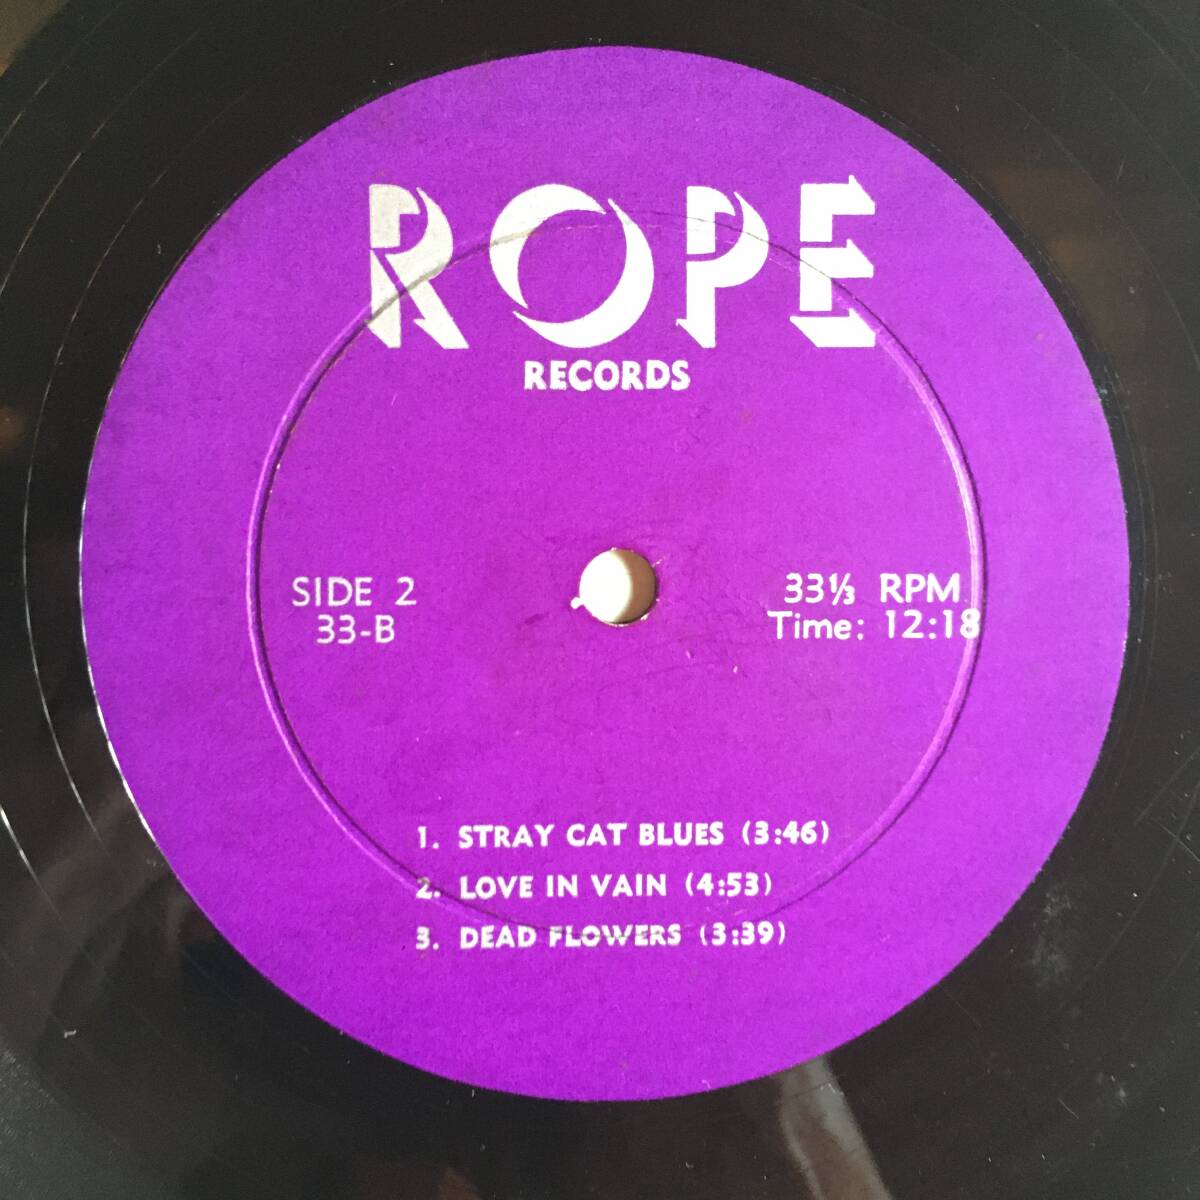 ROPE
RECORDS
SIDE 2
33-B
33⅓ RPM
Time: 12:18
1. STRAY CAT BLUES (3:46)
2. LOVE IN VAIN (4:53)
3. DEAD FLOWERS (3:39)